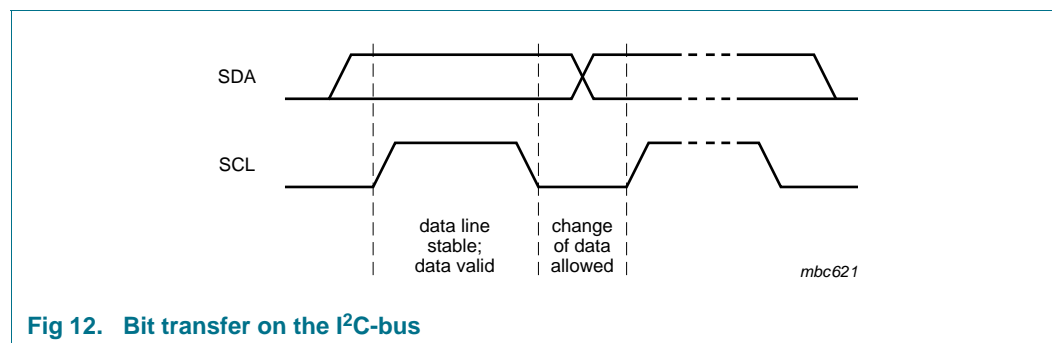 SDA
SCL
data line
stable;
data valid
change
of data
allowed
mbc621
Fig 12. Bit transfer on the I²C-bus